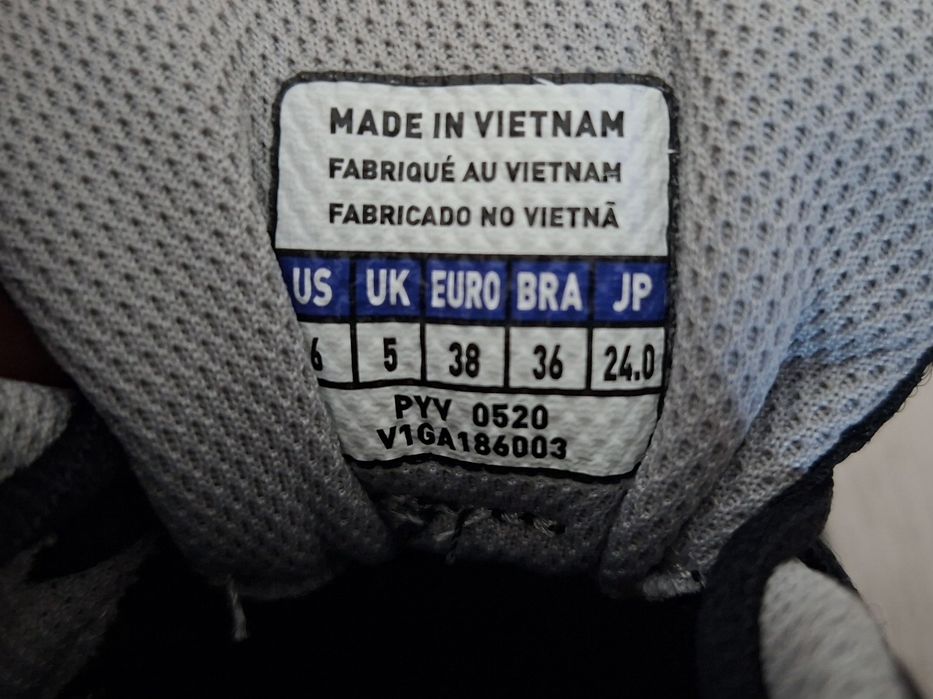 MADE IN VIETNAM
FABRIQUÉ AU VIETNAM
FABRICADO NO VIETNÃ
US UK EURO BRA JP
6 5 38 36 24.0
PYV 0520
V1GA186003